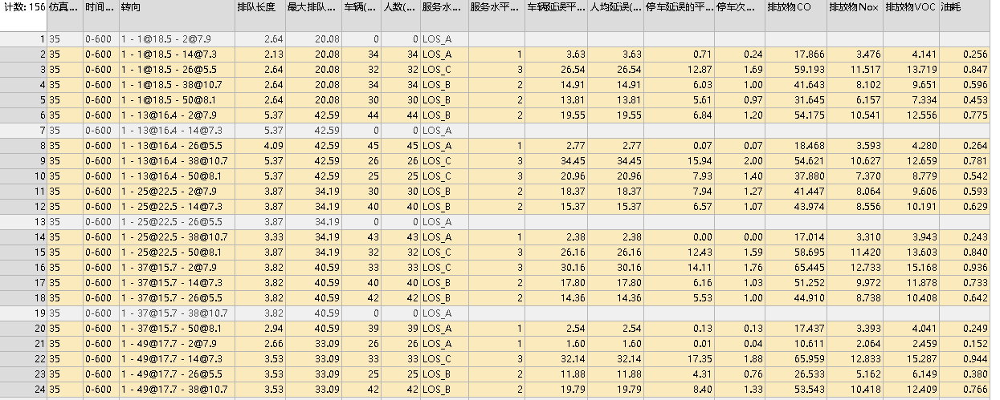 计数: 156 仿真... 时间... 转向 排队长度 最大排队... 车辆(... 人数(... 服务水... 服务水平... 车辆延误平... 人均延误(... 停车延误的平... 停车次... 排放物CO 排放物Nox 排放物VOC 油耗
1 35 0-600 1 - 1@18.5 - 2@7.9 2.64 20.08 0 0 LOS_A
2 35 0-600 1 - 1@18.5 - 14@7.3 2.13 20.08 34 34 LOS_A 1 3.63 3.63 0.71 0.24 17.866 3.476 4.141 0.256
3 35 0-600 1 - 1@18.5 - 26@5.5 2.64 20.08 32 32 LOS_C 3 26.54 26.54 12.87 1.69 59.193 11.517 13.719 0.847
4 35 0-600 1 - 1@18.5 - 38@10.7 2.64 20.08 34 34 LOS_B 2 14.91 14.91 6.03 1.00 41.643 8.102 9.651 0.596
5 35 0-600 1 - 1@18.5 - 50@8.1 2.64 20.08 30 30 LOS_B 2 13.81 13.81 5.61 0.97 31.645 6.157 7.334 0.453
6 35 0-600 1 - 13@16.4 - 2@7.9 5.37 42.59 44 44 LOS_B 2 19.55 19.55 6.84 1.20 54.175 10.541 12.556 0.775
7 35 0-600 1 - 13@16.4 - 14@7.3 5.37 42.59 0 0 LOS_A
8 35 0-600 1 - 13@16.4 - 26@5.5 4.09 42.59 45 45 LOS_A 1 2.77 2.77 0.07 0.07 18.468 3.593 4.280 0.264
9 35 0-600 1 - 13@16.4 - 38@10.7 5.37 42.59 26 26 LOS_C 3 34.45 34.45 15.94 2.00 54.621 10.627 12.659 0.781
10 35 0-600 1 - 13@16.4 - 50@8.1 5.37 42.59 25 25 LOS_C 3 20.96 20.96 7.93 1.40 37.880 7.370 8.779 0.542
11 35 0-600 1 - 25@22.5 - 2@7.9 3.87 34.19 30 30 LOS_B 2 18.37 18.37 7.94 1.27 41.447 8.064 9.606 0.593
12 35 0-600 1 - 25@22.5 - 14@7.3 3.87 34.19 40 40 LOS_B 2 15.37 15.37 6.57 1.07 43.974 8.556 10.191 0.629
13 35 0-600 1 - 25@22.5 - 26@5.5 3.87 34.19 0 0 LOS_A
14 35 0-600 1 - 25@22.5 - 38@10.7 3.33 34.19 43 43 LOS_A 1 2.38 2.38 0.00 0.00 17.014 3.310 3.943 0.243
15 35 0-600 1 - 25@22.5 - 50@8.1 3.87 34.19 32 32 LOS_C 3 26.16 26.16 12.43 1.59 58.695 11.420 13.603 0.840
16 35 0-600 1 - 37@15.7 - 2@7.9 3.82 40.59 33 33 LOS_C 3 30.16 30.16 14.11 1.76 65.445 12.733 15.168 0.936
17 35 0-600 1 - 37@15.7 - 14@7.3 3.82 40.59 40 40 LOS_B 2 17.80 17.80 6.16 1.03 51.252 9.972 11.878 0.733
18 35 0-600 1 - 37@15.7 - 26@5.5 3.82 40.59 42 42 LOS_B 2 14.36 14.36 5.53 1.00 44.910 8.738 10.408 0.642
19 35 0-600 1 - 37@15.7 - 38@10.7 3.82 40.59 0 0 LOS_A
20 35 0-600 1 - 37@15.7 - 50@8.1 2.94 40.59 39 39 LOS_A 1 2.54 2.54 0.13 0.13 17.437 3.393 4.041 0.249
21 35 0-600 1 - 49@17.7 - 2@7.9 2.66 33.09 26 26 LOS_A 1 1.60 1.60 0.01 0.04 10.611 2.064 2.459 0.152
22 35 0-600 1 - 49@17.7 - 14@7.3 3.53 33.09 33 33 LOS_C 3 32.14 32.14 17.35 1.88 65.959 12.833 15.287 0.944
23 35 0-600 1 - 49@17.7 - 26@5.5 3.53 33.09 25 25 LOS_B 2 11.88 11.88 4.31 0.76 26.533 5.162 6.149 0.380
24 35 0-600 1 - 49@17.7 - 38@10.7 3.53 33.09 42 42 LOS_B 2 19.79 19.79 8.40 1.33 53.543 10.418 12.409 0.766